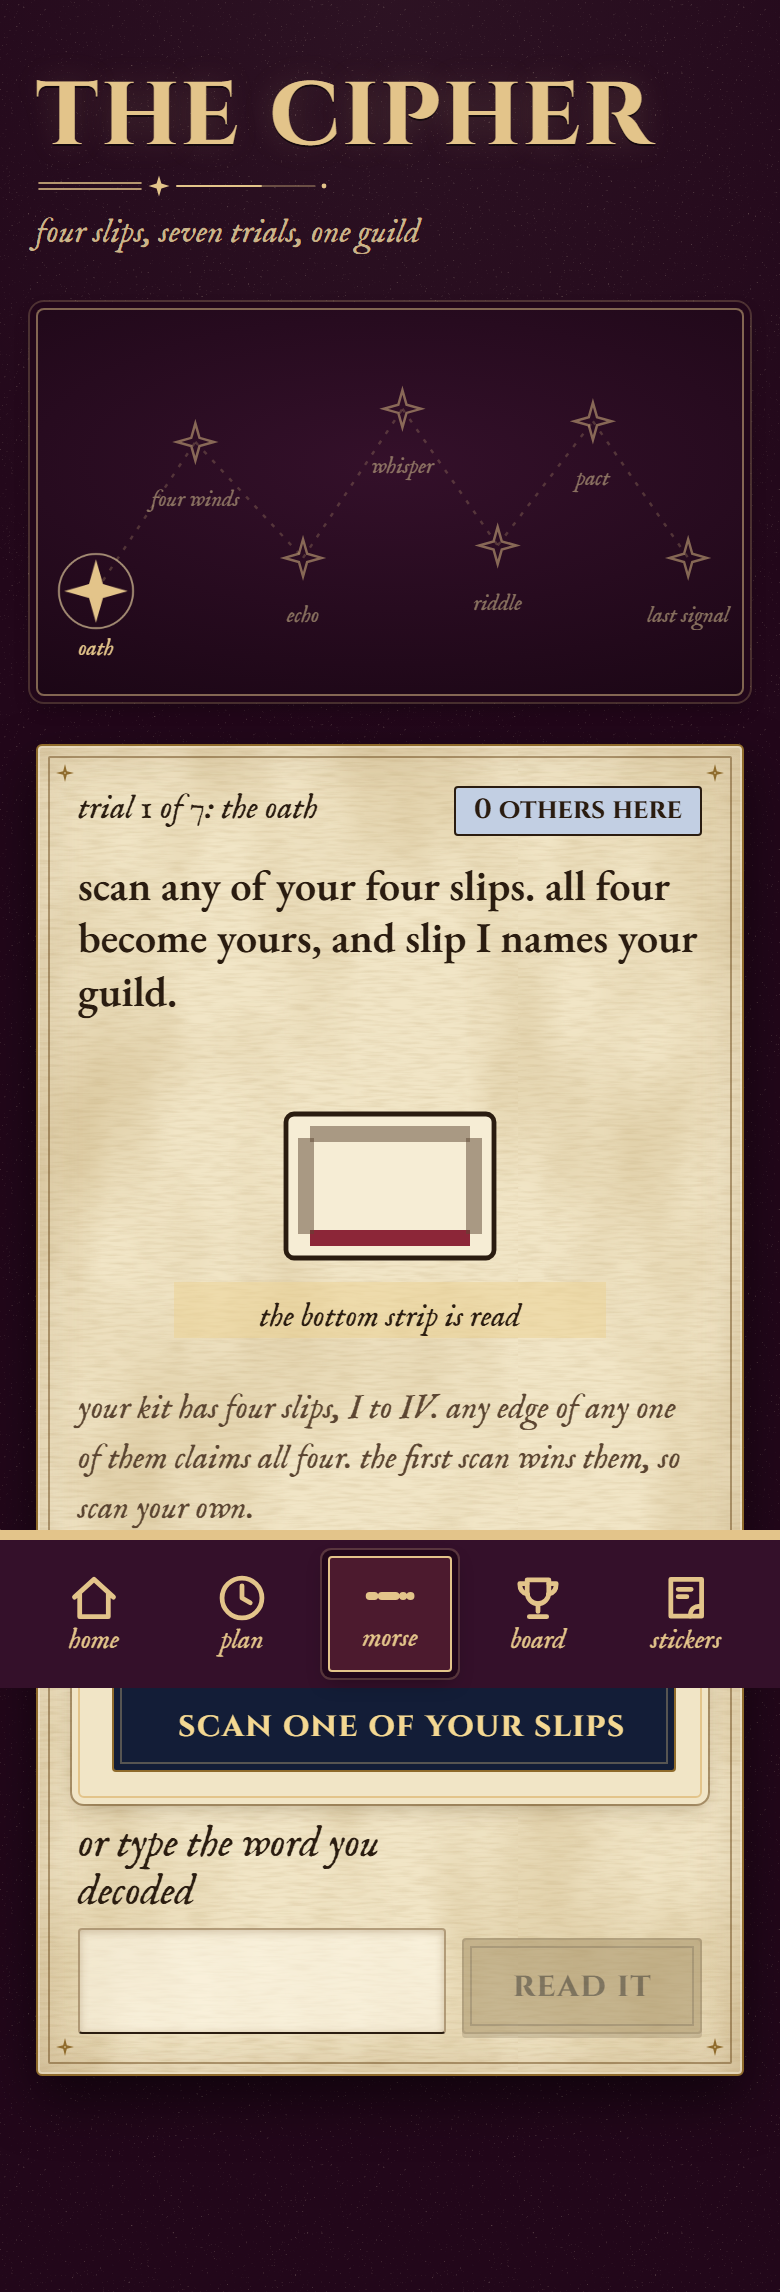 THE CIPHER
four slips, seven trials, one guild
whisper
pact
four winds
riddle
echo
last signal
oath
trial 1 of 7: the oath
0 OTHERS HERE
scan any of your four slips. all four
become yours, and slip I names your
guild.
the bottom strip is read
your kit has four slips, I to IV. any edge of any one
of them claims all four. the first scan wins them, so
scan your own.
home
plan
morse
board
stickers
SCAN ONE OF YOUR SLIPS
or type the word you
decoded
READ IT